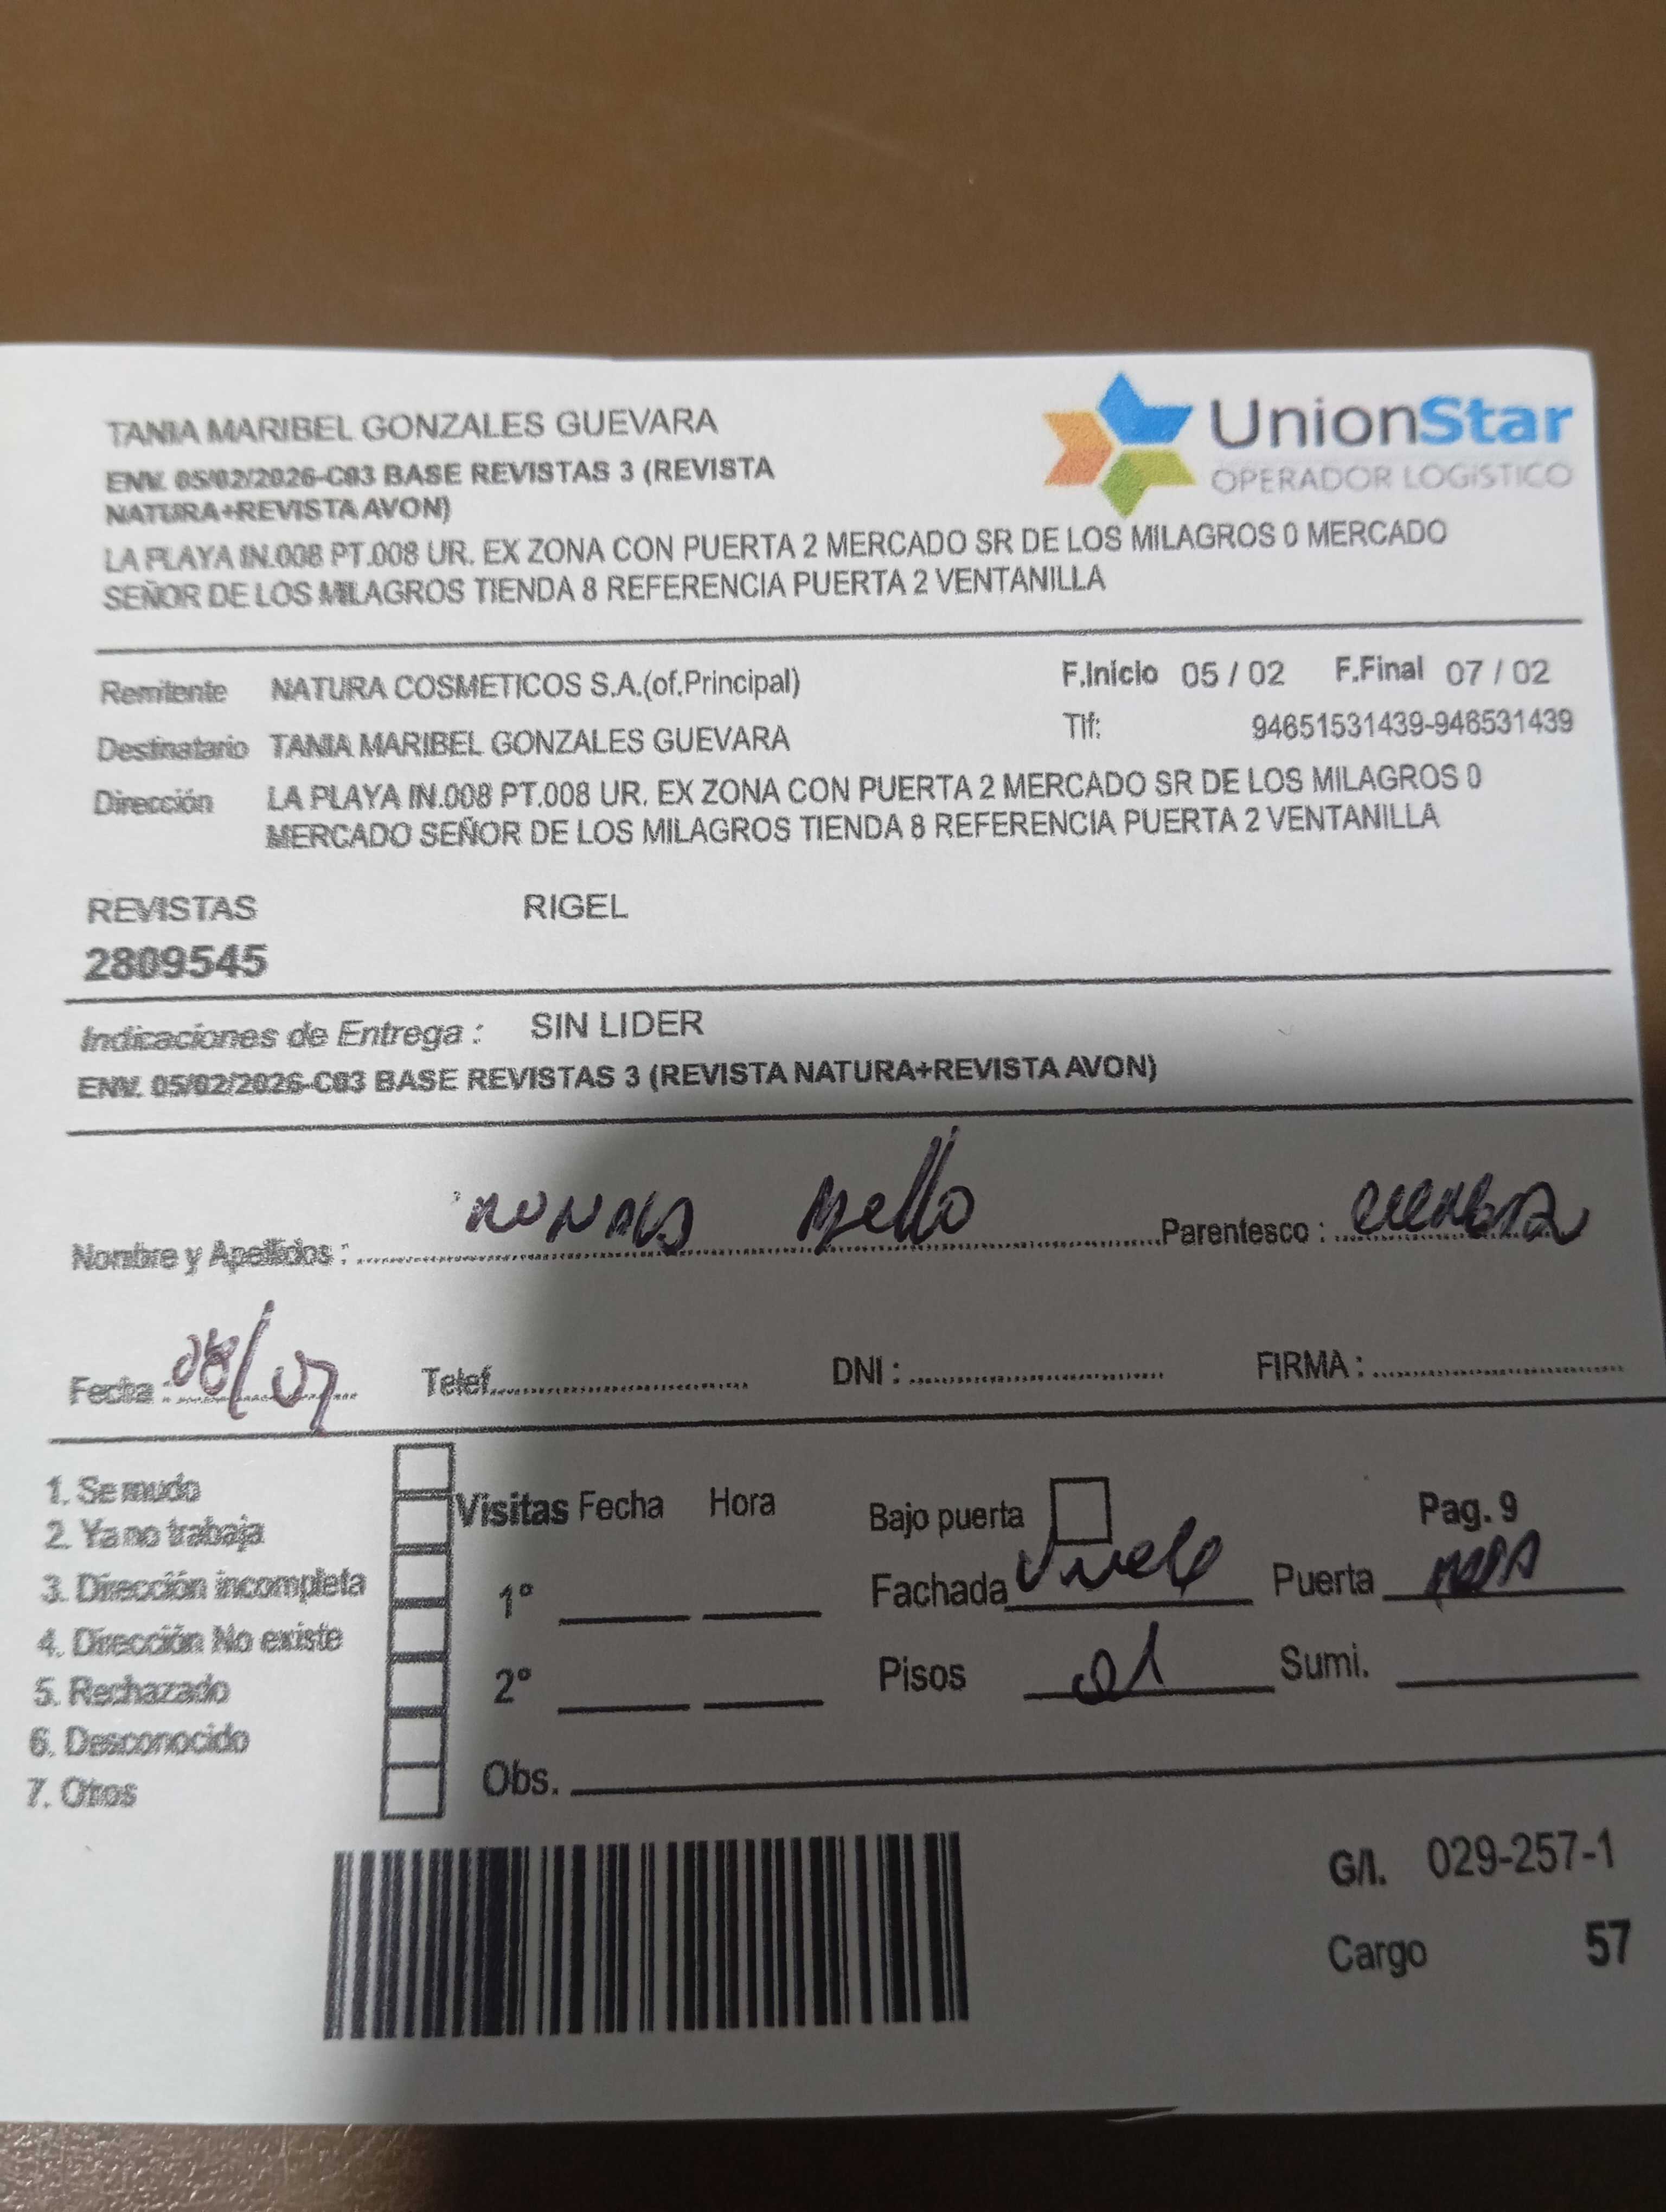 TANIA MARIBEL GONZALES GUEVARA
UnionStar
OPERADOR LOGÍSTICO
ENV. 05/02/2026-C03 BASE REVISTAS 3 (REVISTA
NATURA+REVISTA AVON)
LA PLAYA IN.008 PT.008 UR. EX ZONA CON PUERTA 2 MERCADO SR DE LOS MILAGROS 0 MERCADO
SEÑOR DE LOS MILAGROS TIENDA 8 REFERENCIA PUERTA 2 VENTANILLA
Remitente NATURA COSMETICOS S.A.(of.Principal) F.Inicio 05 / 02 F.Final 07 / 02
Destinatario TANIA MARIBEL GONZALES GUEVARA Tlf: 94651531439-946531439
Dirección LA PLAYA IN.008 PT.008 UR. EX ZONA CON PUERTA 2 MERCADO SR DE LOS MILAGROS 0
MERCADO SEÑOR DE LOS MILAGROS TIENDA 8 REFERENCIA PUERTA 2 VENTANILLA
REVISTAS RIGEL
2809545
Indicaciones de Entrega : SIN LIDER
ENV. 05/02/2026-C03 BASE REVISTAS 3 (REVISTA NATURA+REVISTA AVON)
Nombre y Apellidos : Mello Parentesco :
Fecha : 08/02 Telef. DNI : FIRMA :
1. Se mudo
2. Ya no trabaja
3. Dirección incompleta
4. Dirección No existe
5. Rechazado
6. Desconocido
7. Otros
Visitas Fecha Hora
1°
2°
Obs.
Bajo puerta Pag. 9
Fachada Puerta
Pisos 01 Sumi.
G/I. 029-257-1
Cargo 57